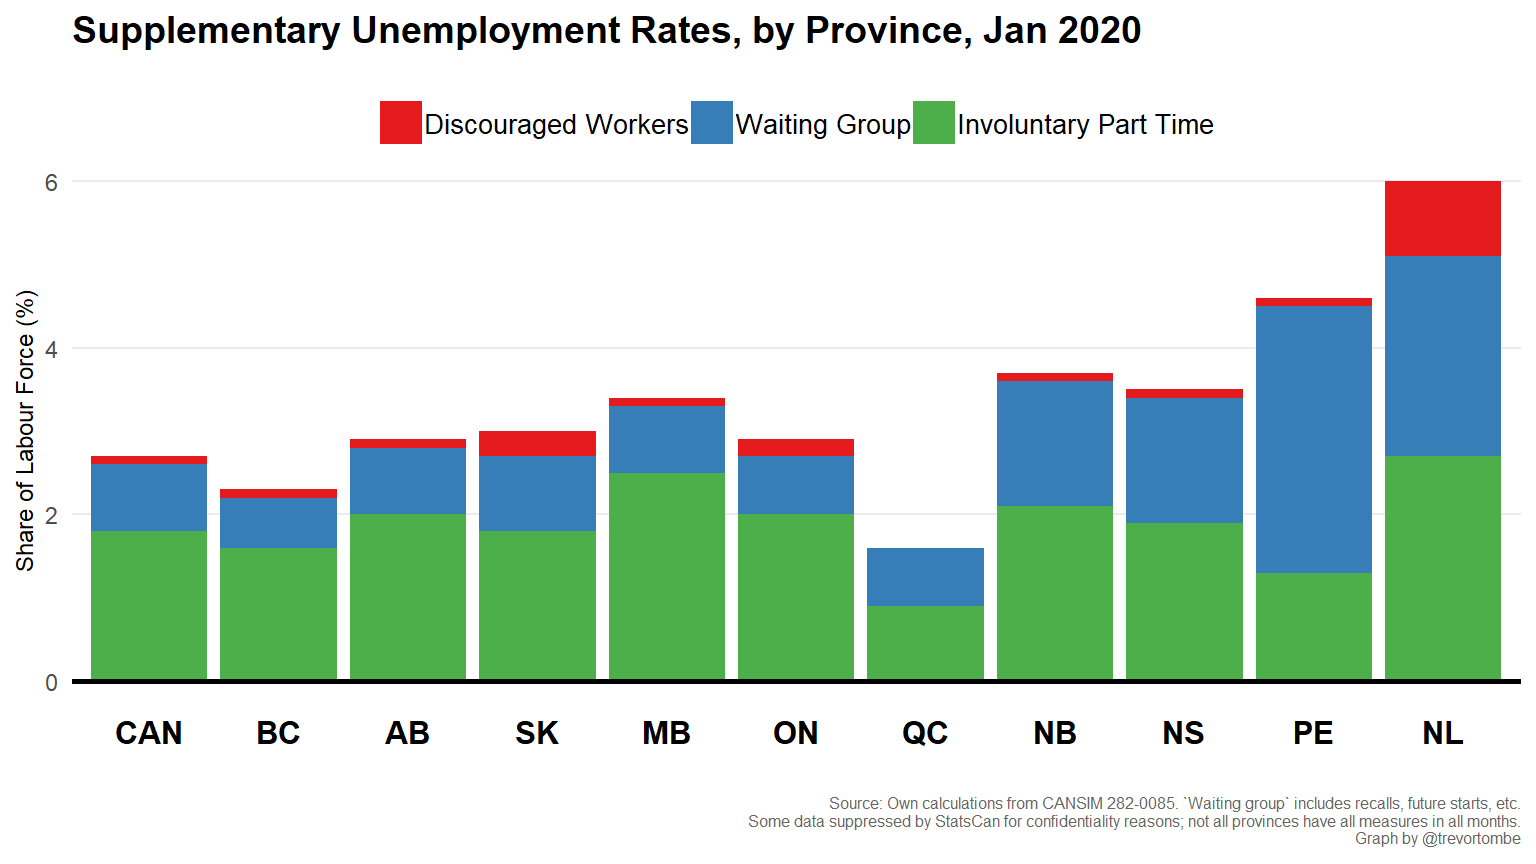 Supplementary Unemployment Rates, by Province, Jan 2020
Discouraged Workers Waiting Group Involuntary Part Time
Share of Labour Force (%)
6
4
2
0
CAN BC AB SK MB ON QC NB NS PE NL
Source: Own calculations from CANSIM 282-0085. `Waiting group` includes recalls, future starts, etc.
Some data suppressed by StatsCan for confidentiality reasons; not all provinces have all measures in all months.
Graph by @trevortombe